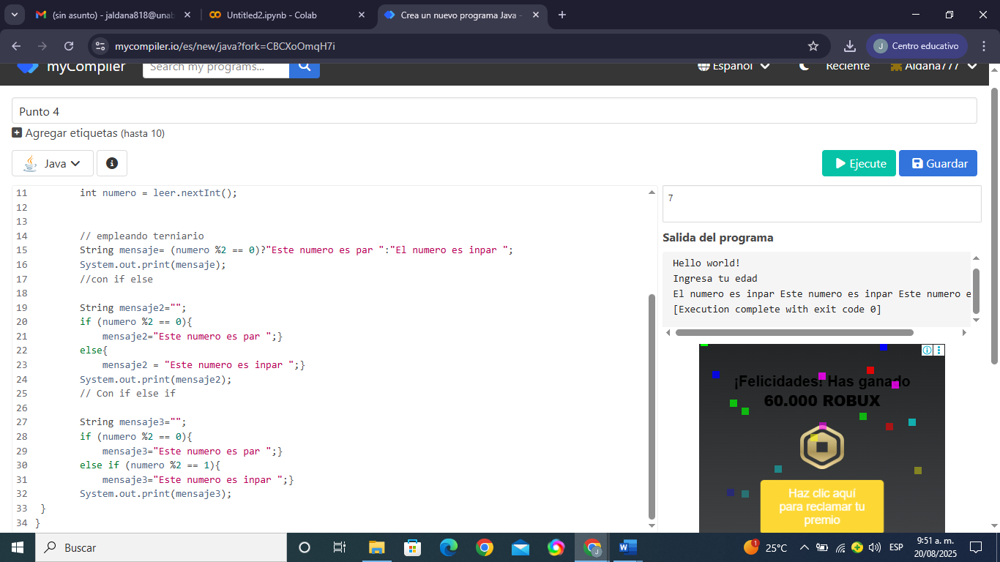 (sin asunto) - jaldana818@unab
Untitled2.ipynb - Colab
Crea un nuevo programa Java -
mycompiler.io/es/new/java?fork=CBCXoOmqH7i
J
Centro educativo
myCompiler
Search my programs...
Español
Reciente
Aldana777
Punto 4
Agregar etiquetas (hasta 10)
Java
Ejecute
Guardar
11 int numero = leer.nextInt();
12
13
14 // empleando terniario
15 String mensaje= (numero %2 == 0)?"Este numero es par ":"El numero es inpar ";
16 System.out.print(mensaje);
17 //con if else
18
19 String mensaje2="";
20 if (numero %2 == 0){
21 mensaje2="Este numero es par ";}
22 else{
23 mensaje2 = "Este numero es inpar ";}
24 System.out.print(mensaje2);
25 // Con if else if
26
27 String mensaje3="";
28 if (numero %2 == 0){
29 mensaje3="Este numero es par ";}
30 else if (numero %2 == 1){
31 mensaje3="Este numero es inpar ";}
32 System.out.print(mensaje3);
33 }
34 }
7
Salida del programa
Hello world!
Ingresa tu edad
El numero es inpar Este numero es inpar Este numero e
[Execution complete with exit code 0]
¡Felicidades! Has ganado
60.000 ROBUX
Haz clic aquí
para reclamar tu
premio
Buscar
1
25°C
ESP
9:51 a. m.
20/08/2025